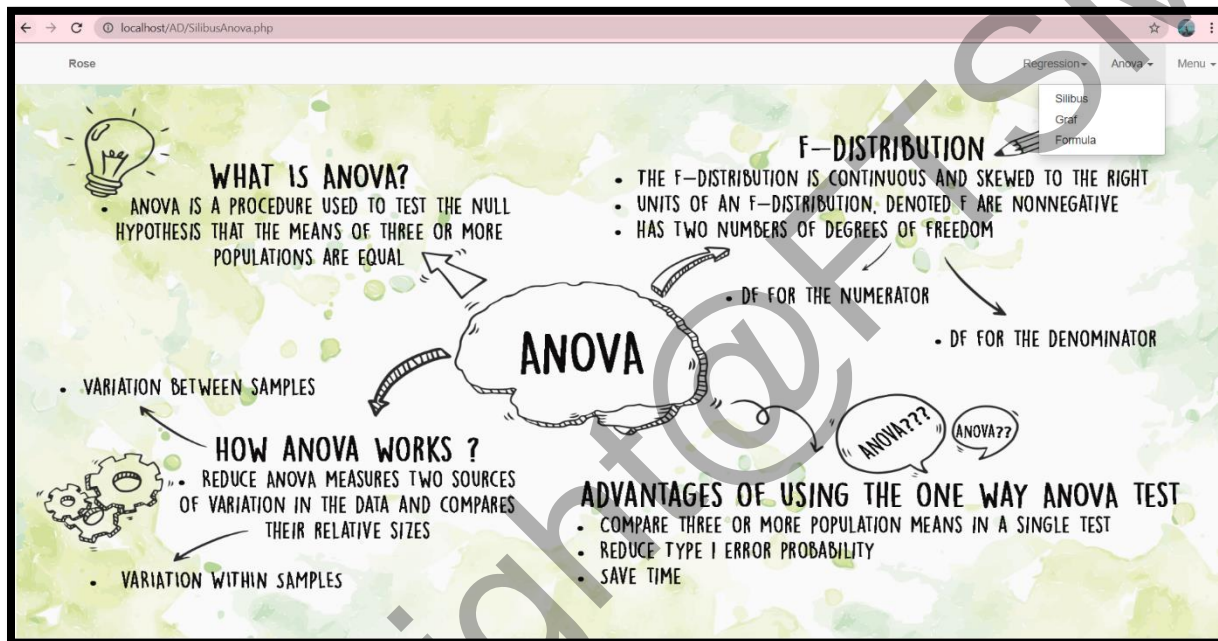 localhost/AD/SilibusAnova.php
Rose
Regression
Anova
Menu
Silibus
Graf
Formula
WHAT IS ANOVA?
• ANOVA IS A PROCEDURE USED TO TEST THE NULL
HYPOTHESIS THAT THE MEANS OF THREE OR MORE
POPULATIONS ARE EQUAL
F-DISTRIBUTION
• THE F-DISTRIBUTION IS CONTINUOUS AND SKEWED TO THE RIGHT
• UNITS OF AN F-DISTRIBUTION, DENOTED F ARE NONNEGATIVE
• HAS TWO NUMBERS OF DEGREES OF FREEDOM
• DF FOR THE NUMERATOR
• DF FOR THE DENOMINATOR
ANOVA
• VARIATION BETWEEN SAMPLES
HOW ANOVA WORKS ?
• REDUCE ANOVA MEASURES TWO SOURCES
OF VARIATION IN THE DATA AND COMPARES
THEIR RELATIVE SIZES
• VARIATION WITHIN SAMPLES
ANOVA???
ANOVA??
ADVANTAGES OF USING THE ONE WAY ANOVA TEST
• COMPARE THREE OR MORE POPULATION MEANS IN A SINGLE TEST
• REDUCE TYPE I ERROR PROBABILITY
• SAVE TIME